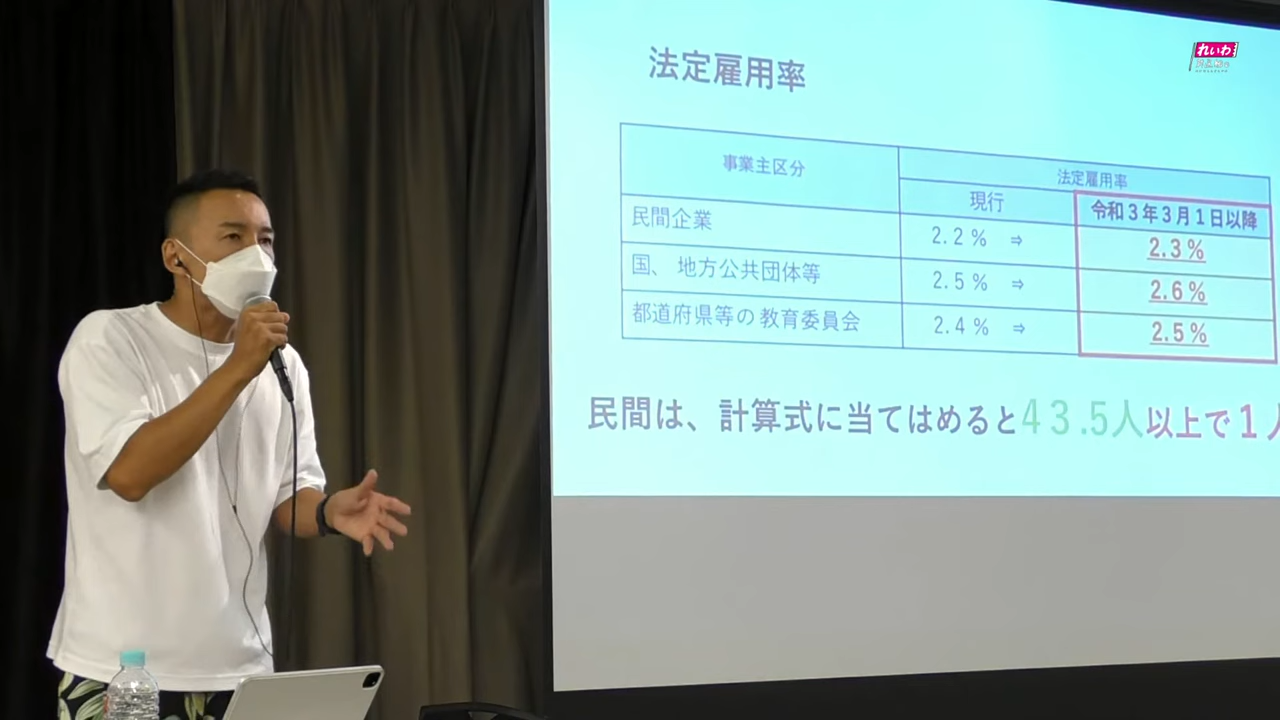 れいわ
法定雇用率
事業主区分
法定雇用率
現行
令和3年3月1日以降
民間企業
2.2% ⇒
2.3%
国、地方公共団体等
2.5% ⇒
2.6%
都道府県等の教育委員会
2.4% ⇒
2.5%
民間は、計算式に当てはめると43.5人以上で1人